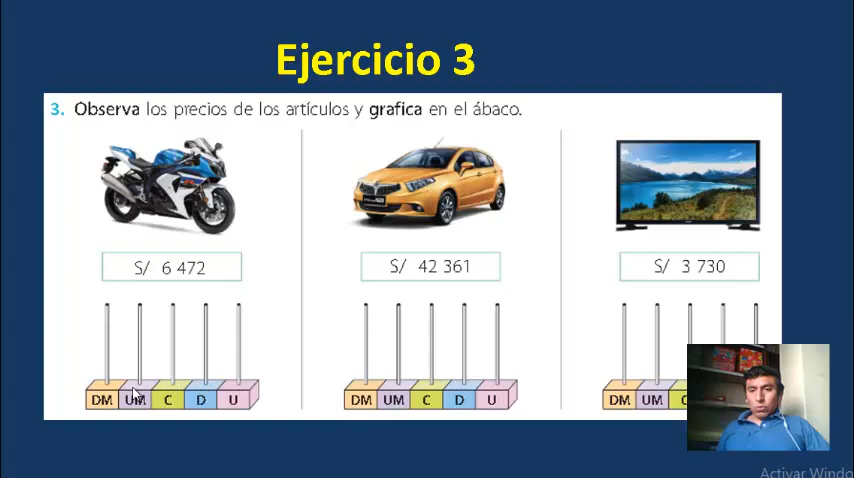 Ejercicio 3
3. Observa los precios de los artículos y grafica en el ábaco.
S/ 6 472
S/ 42 361
S/ 3 730
DM UM C D U
DM UM C D U
DM UM C
Activar Windo